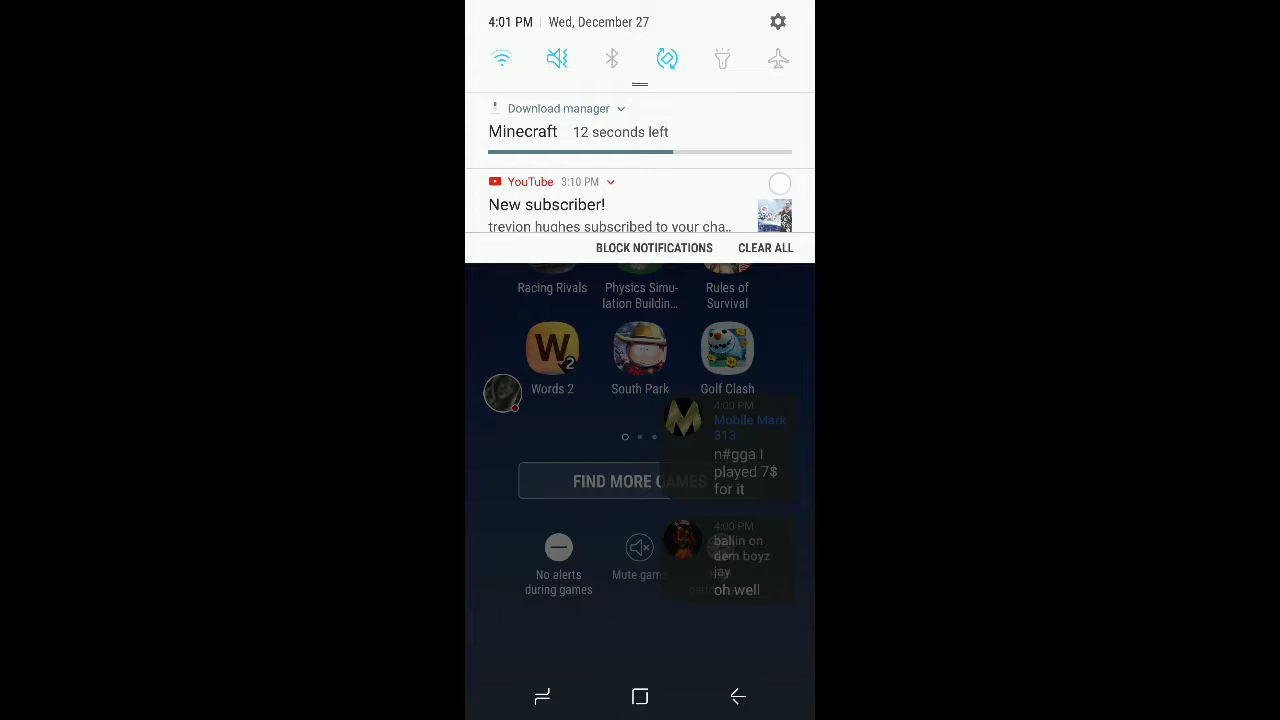 4:01 PM | Wed, December 27
Download manager
Minecraft 12 seconds left
YouTube 3:10 PM
New subscriber!
trevion hughes subscribed to your cha..
BLOCK NOTIFICATIONS CLEAR ALL
Racing Rivals
Physics Simu-
lation Buildin...
Rules of
Survival
W
2
Words 2
South Park
Golf Clash
M
4:00 PM
Mobile Mark
313
n#gga I
played 7$
for it
FIND MORE GAMES
4:00 PM
ballin on
dem boyz
jay
oh well
No alerts
during games
Mute game